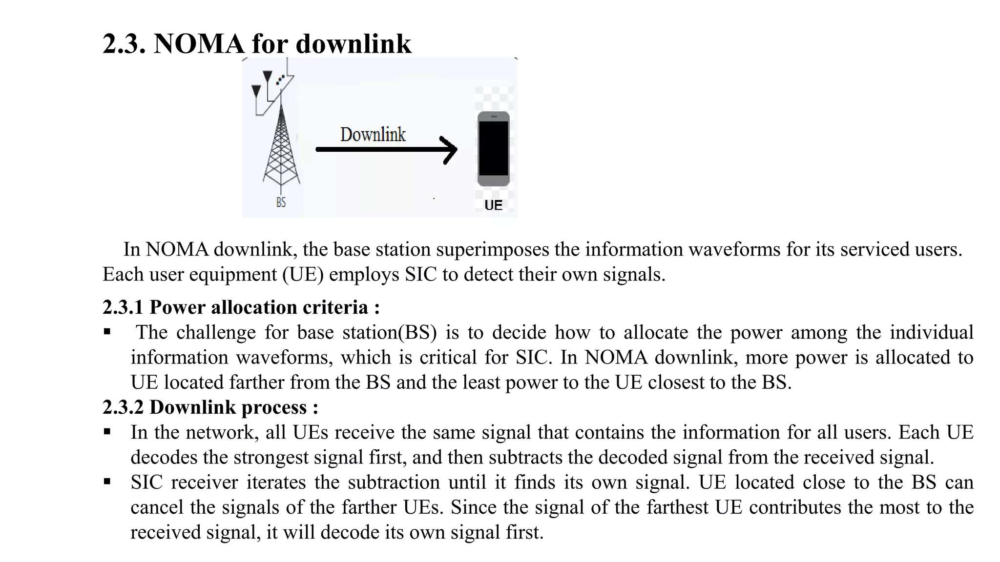 2.3. NOMA for downlink
Downlink
BS
UE
In NOMA downlink, the base station superimposes the information waveforms for its serviced users.
Each user equipment (UE) employs SIC to detect their own signals.
2.3.1 Power allocation criteria :
▪ The challenge for base station(BS) is to decide how to allocate the power among the individual
information waveforms, which is critical for SIC. In NOMA downlink, more power is allocated to
UE located farther from the BS and the least power to the UE closest to the BS.
2.3.2 Downlink process :
▪ In the network, all UEs receive the same signal that contains the information for all users. Each UE
decodes the strongest signal first, and then subtracts the decoded signal from the received signal.
▪ SIC receiver iterates the subtraction until it finds its own signal. UE located close to the BS can
cancel the signals of the farther UEs. Since the signal of the farthest UE contributes the most to the
received signal, it will decode its own signal first.